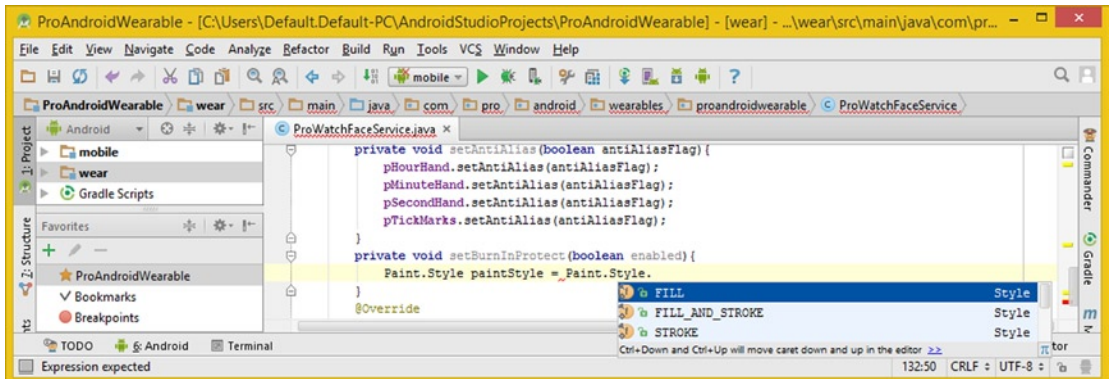 ProAndroidWearable - [C:\Users\Default.Default-PC\AndroidStudioProjects\ProAndroidWearable] - [wear] - ...\wear\src\main\java\com\pr...
File Edit View Navigate Code Analyze Refactor Build Run Tools VCS Window Help
mobile
ProAndroidWearable wear src main java com pro android wearables proandroidwearable ProWatchFaceService
Android
ProWatchFaceService.java
1: Project
mobile
wear
Gradle Scripts
Favorites
ProAndroidWearable
Bookmarks
Breakpoints
2: Structure
private void setAntiAlias(boolean antiAliasFlag){
pHourHand.setAntiAlias(antiAliasFlag);
pMinuteHand.setAntiAlias(antiAliasFlag);
pSecondHand.setAntiAlias(antiAliasFlag);
pTickMarks.setAntiAlias(antiAliasFlag);
}
private void setBurnInProtect(boolean enabled){
Paint.Style paintStyle = Paint.Style.
}
@Override
FILL Style
FILL_AND_STROKE Style
STROKE Style
Ctrl+Down and Ctrl+Up will move caret down and up in the editor >>
π
Commander
Gradle
m
TODO 6: Android Terminal
Expression expected 132:50 CRLF UTF-8